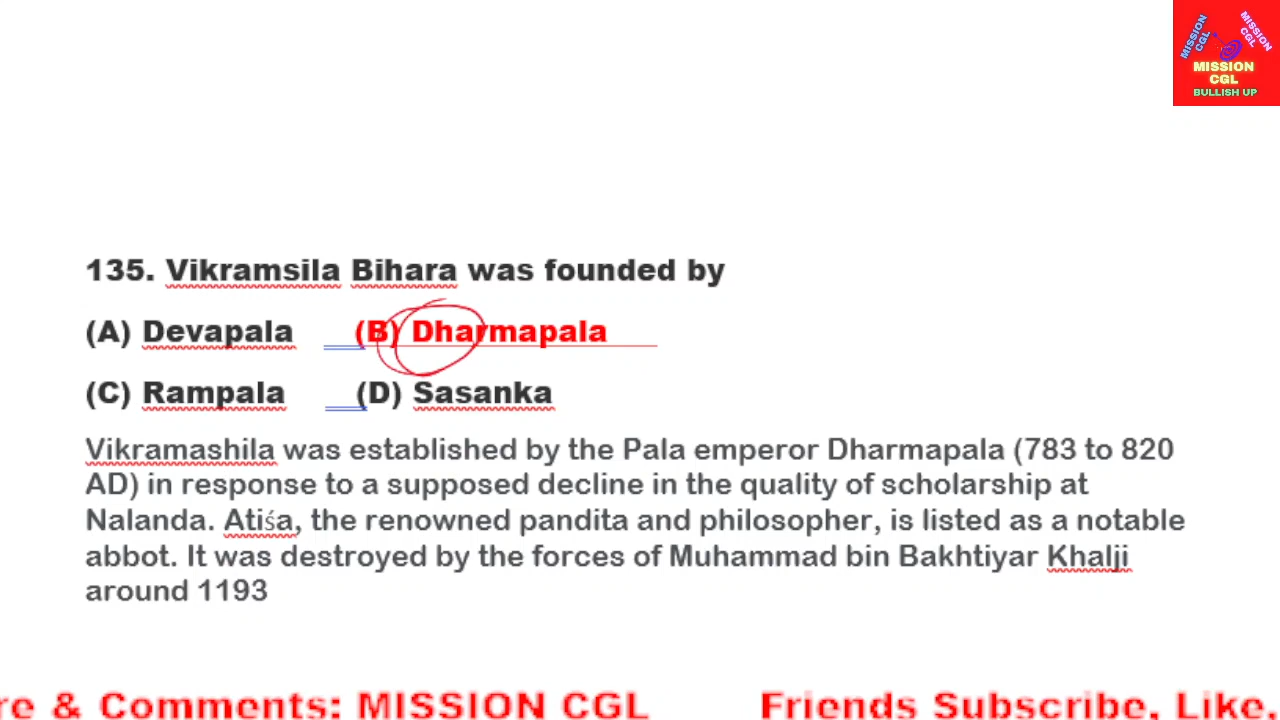 MISSION CGL
MISSION CGL
MISSION
CGL
BULLISH UP
135. Vikramsila Bihara was founded by
(A) Devapala (B) Dharmapala
(C) Rampala (D) Sasanka
Vikramashila was established by the Pala emperor Dharmapala (783 to 820
AD) in response to a supposed decline in the quality of scholarship at
Nalanda. Atiśa, the renowned pandita and philosopher, is listed as a notable
abbot. It was destroyed by the forces of Muhammad bin Bakhtiyar Khalji
around 1193
re & Comments: MISSION CGL Friends Subscribe, Like,